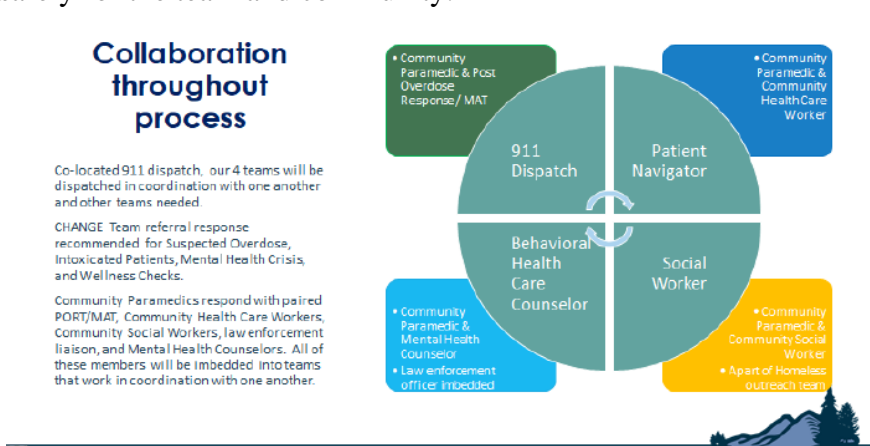 Collaboration
throughout
process
Co-located 911 dispatch, our 4 teams will be
dispatched in coordination with one another
and other teams needed.
CHANGE Team referral response
recommended for Suspected Overdose,
Intoxicated Patients, Mental Health Crisis,
and Wellness Checks.
Community Paramedics respond with paired
PORT/MAT, Community Health Care Workers,
Community Social Workers, law enforcement
liaison, and Mental Health Counselors. All of
these members will be imbedded into teams
that work in coordination with one another.
• Community
Paramedic & Post
Overdose
Response/ MAT
• Community
Paramedic &
Community
Health Care
Worker
911
Dispatch
Patient
Navigator
Behavioral
Health
Care
Counselor
Social
Worker
• Community
Paramedic &
Mental Health
Counselor
• Law enforcement
officer imbedded
• Community
Paramedic &
Community Social
Worker
• Apart of Homeless
outreach team